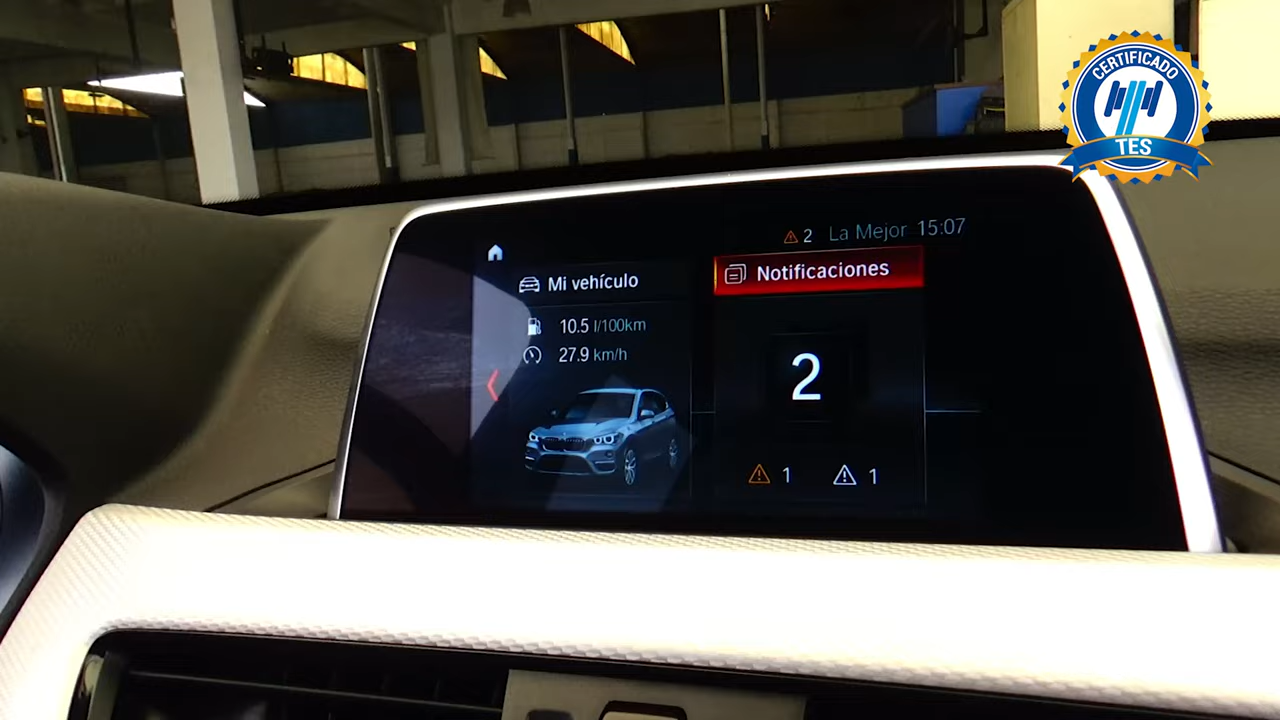 CERTIFICADO
TES
2 La Mejor 15:07
Mi vehículo
Notificaciones
10.5 l/100km
27.9 km/h
2
1 1